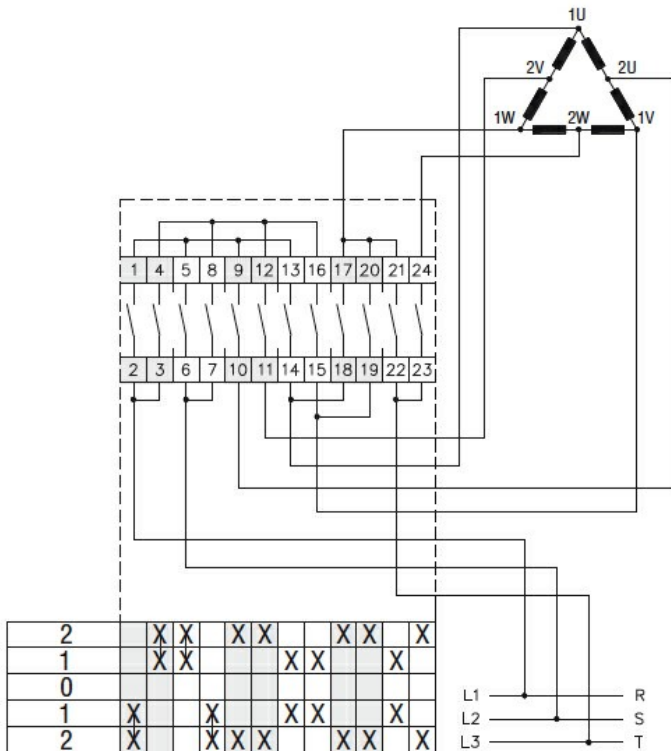 1U
2V 2U
1W 2W 1V
1 4 5 8 9 12 13 16 17 20 21 24
2 3 6 7 10 11 14 15 18 19 22 23
2 X X X X X X X
1 X X X X X
0
1 X X X X X
2 X X X X X X X
L1 R
L2 S
L3 T